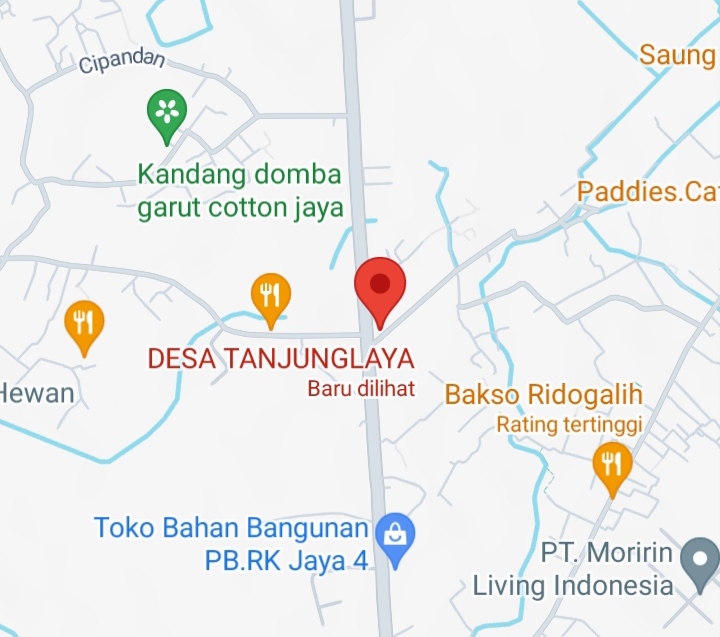 Saung
Cipandan
Kandang domba
garut cotton jaya
Paddies.Ca
DESA TANJUNGLAYA
Baru dilihat
Hewan
Bakso Ridogalih
Rating tertinggi
Toko Bahan Bangunan
PB.RK Jaya 4
PT. Moririn
Living Indonesia